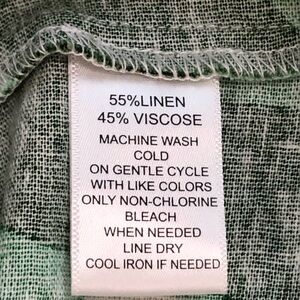 55%LINEN
45% VISCOSE
MACHINE WASH
COLD
ON GENTLE CYCLE
WITH LIKE COLORS
ONLY NON-CHLORINE
BLEACH
WHEN NEEDED
LINE DRY
COOL IRON IF NEEDED